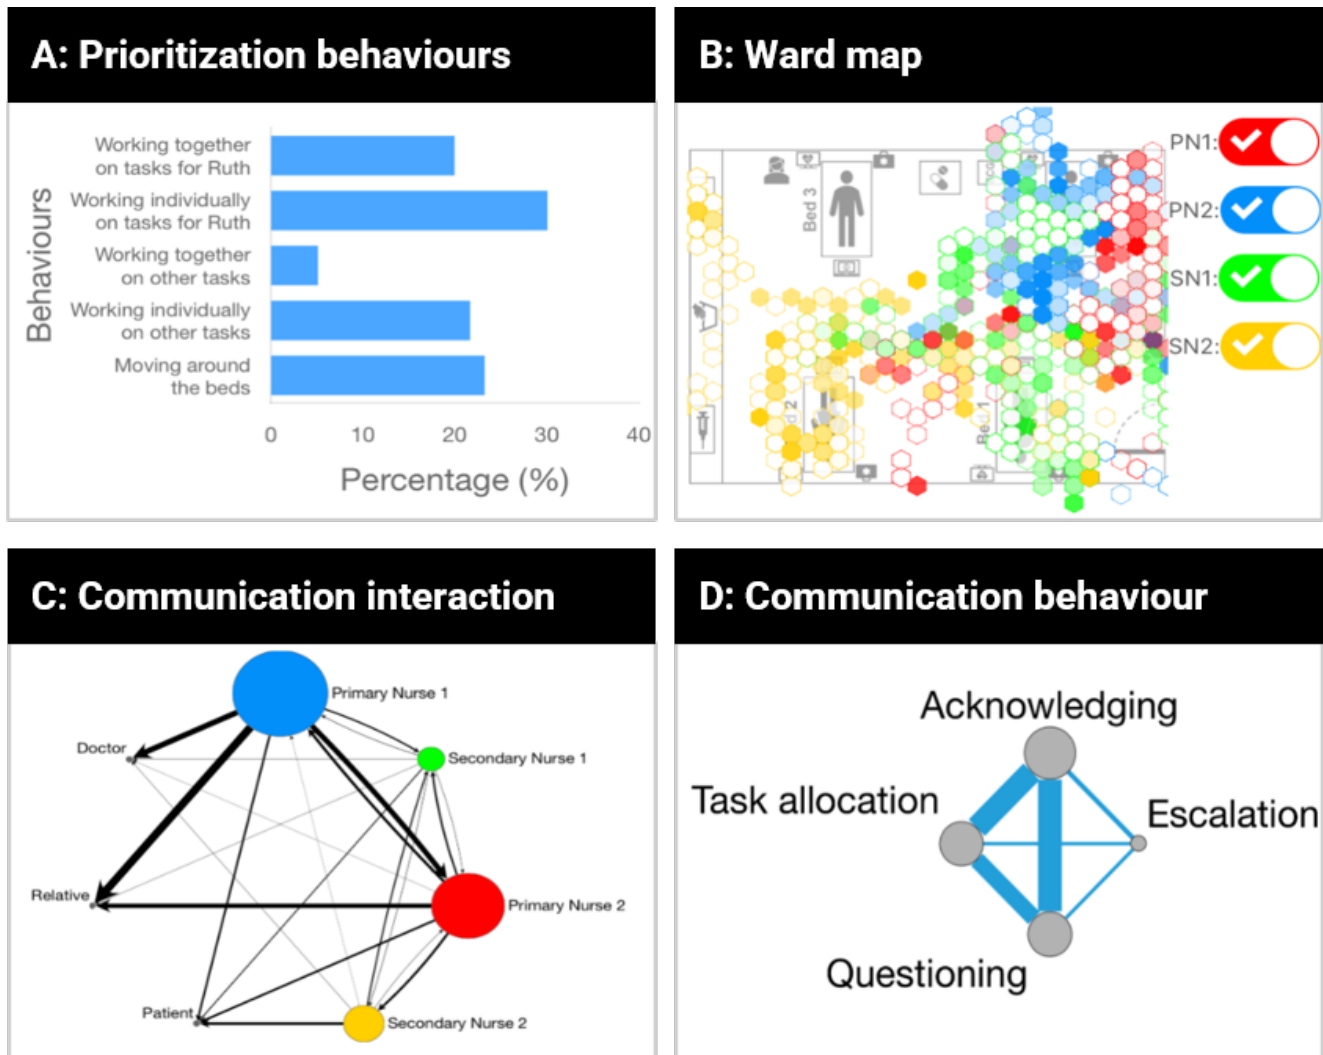 A: Prioritization behaviours
Behaviours
Working together
on tasks for Ruth
Working individually
on tasks for Ruth
Working together
on other tasks
Working individually
on other tasks
Moving around
the beds
0 10 20 30 40
Percentage (%)
B: Ward map
Bed 3
2
Bed 1
PN1:
PN2:
SN1:
SN2:
C: Communication interaction
Primary Nurse 1
Doctor
Secondary Nurse 1
Relative
Primary Nurse 2
Patient
Secondary Nurse 2
D: Communication behaviour
Acknowledging
Task allocation
Escalation
Questioning